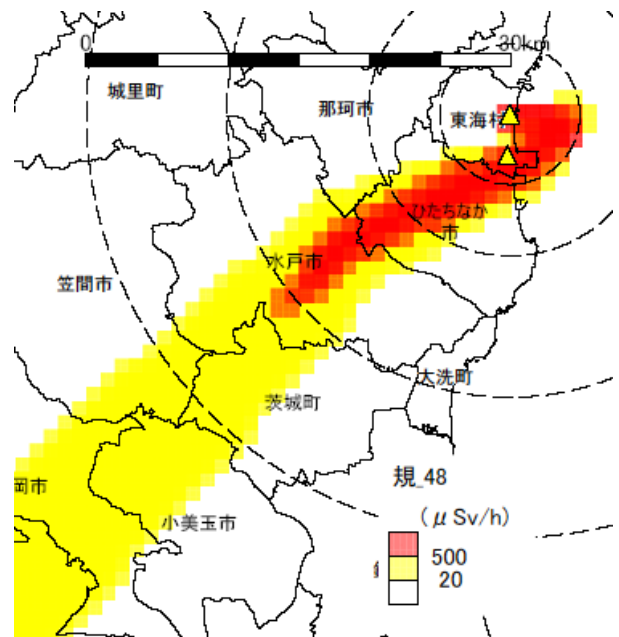 0
30km
城里町
那珂市
東海村
ひたちなか
市
水戸市
笠間市
大洗町
茨城町
岡市
小美玉市
規_48
(μSv/h)
500
20